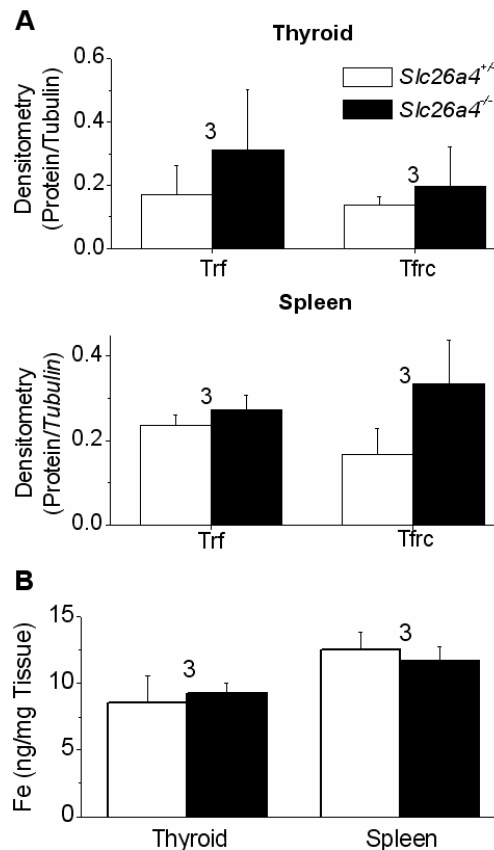 A
Thyroid
Densitometry
(Protein/Tubulin)
0.6
0.4
0.2
0.0
Slc26a4+/-
Slc26a4-/-
3
3
Trf Tfrc
Spleen
Densitometry
(Protein/Tubulin)
0.4
0.2
0.0
3
3
Trf Tfrc
B
Fe (ng/mg Tissue)
15
10
5
0
3
3
Thyroid Spleen